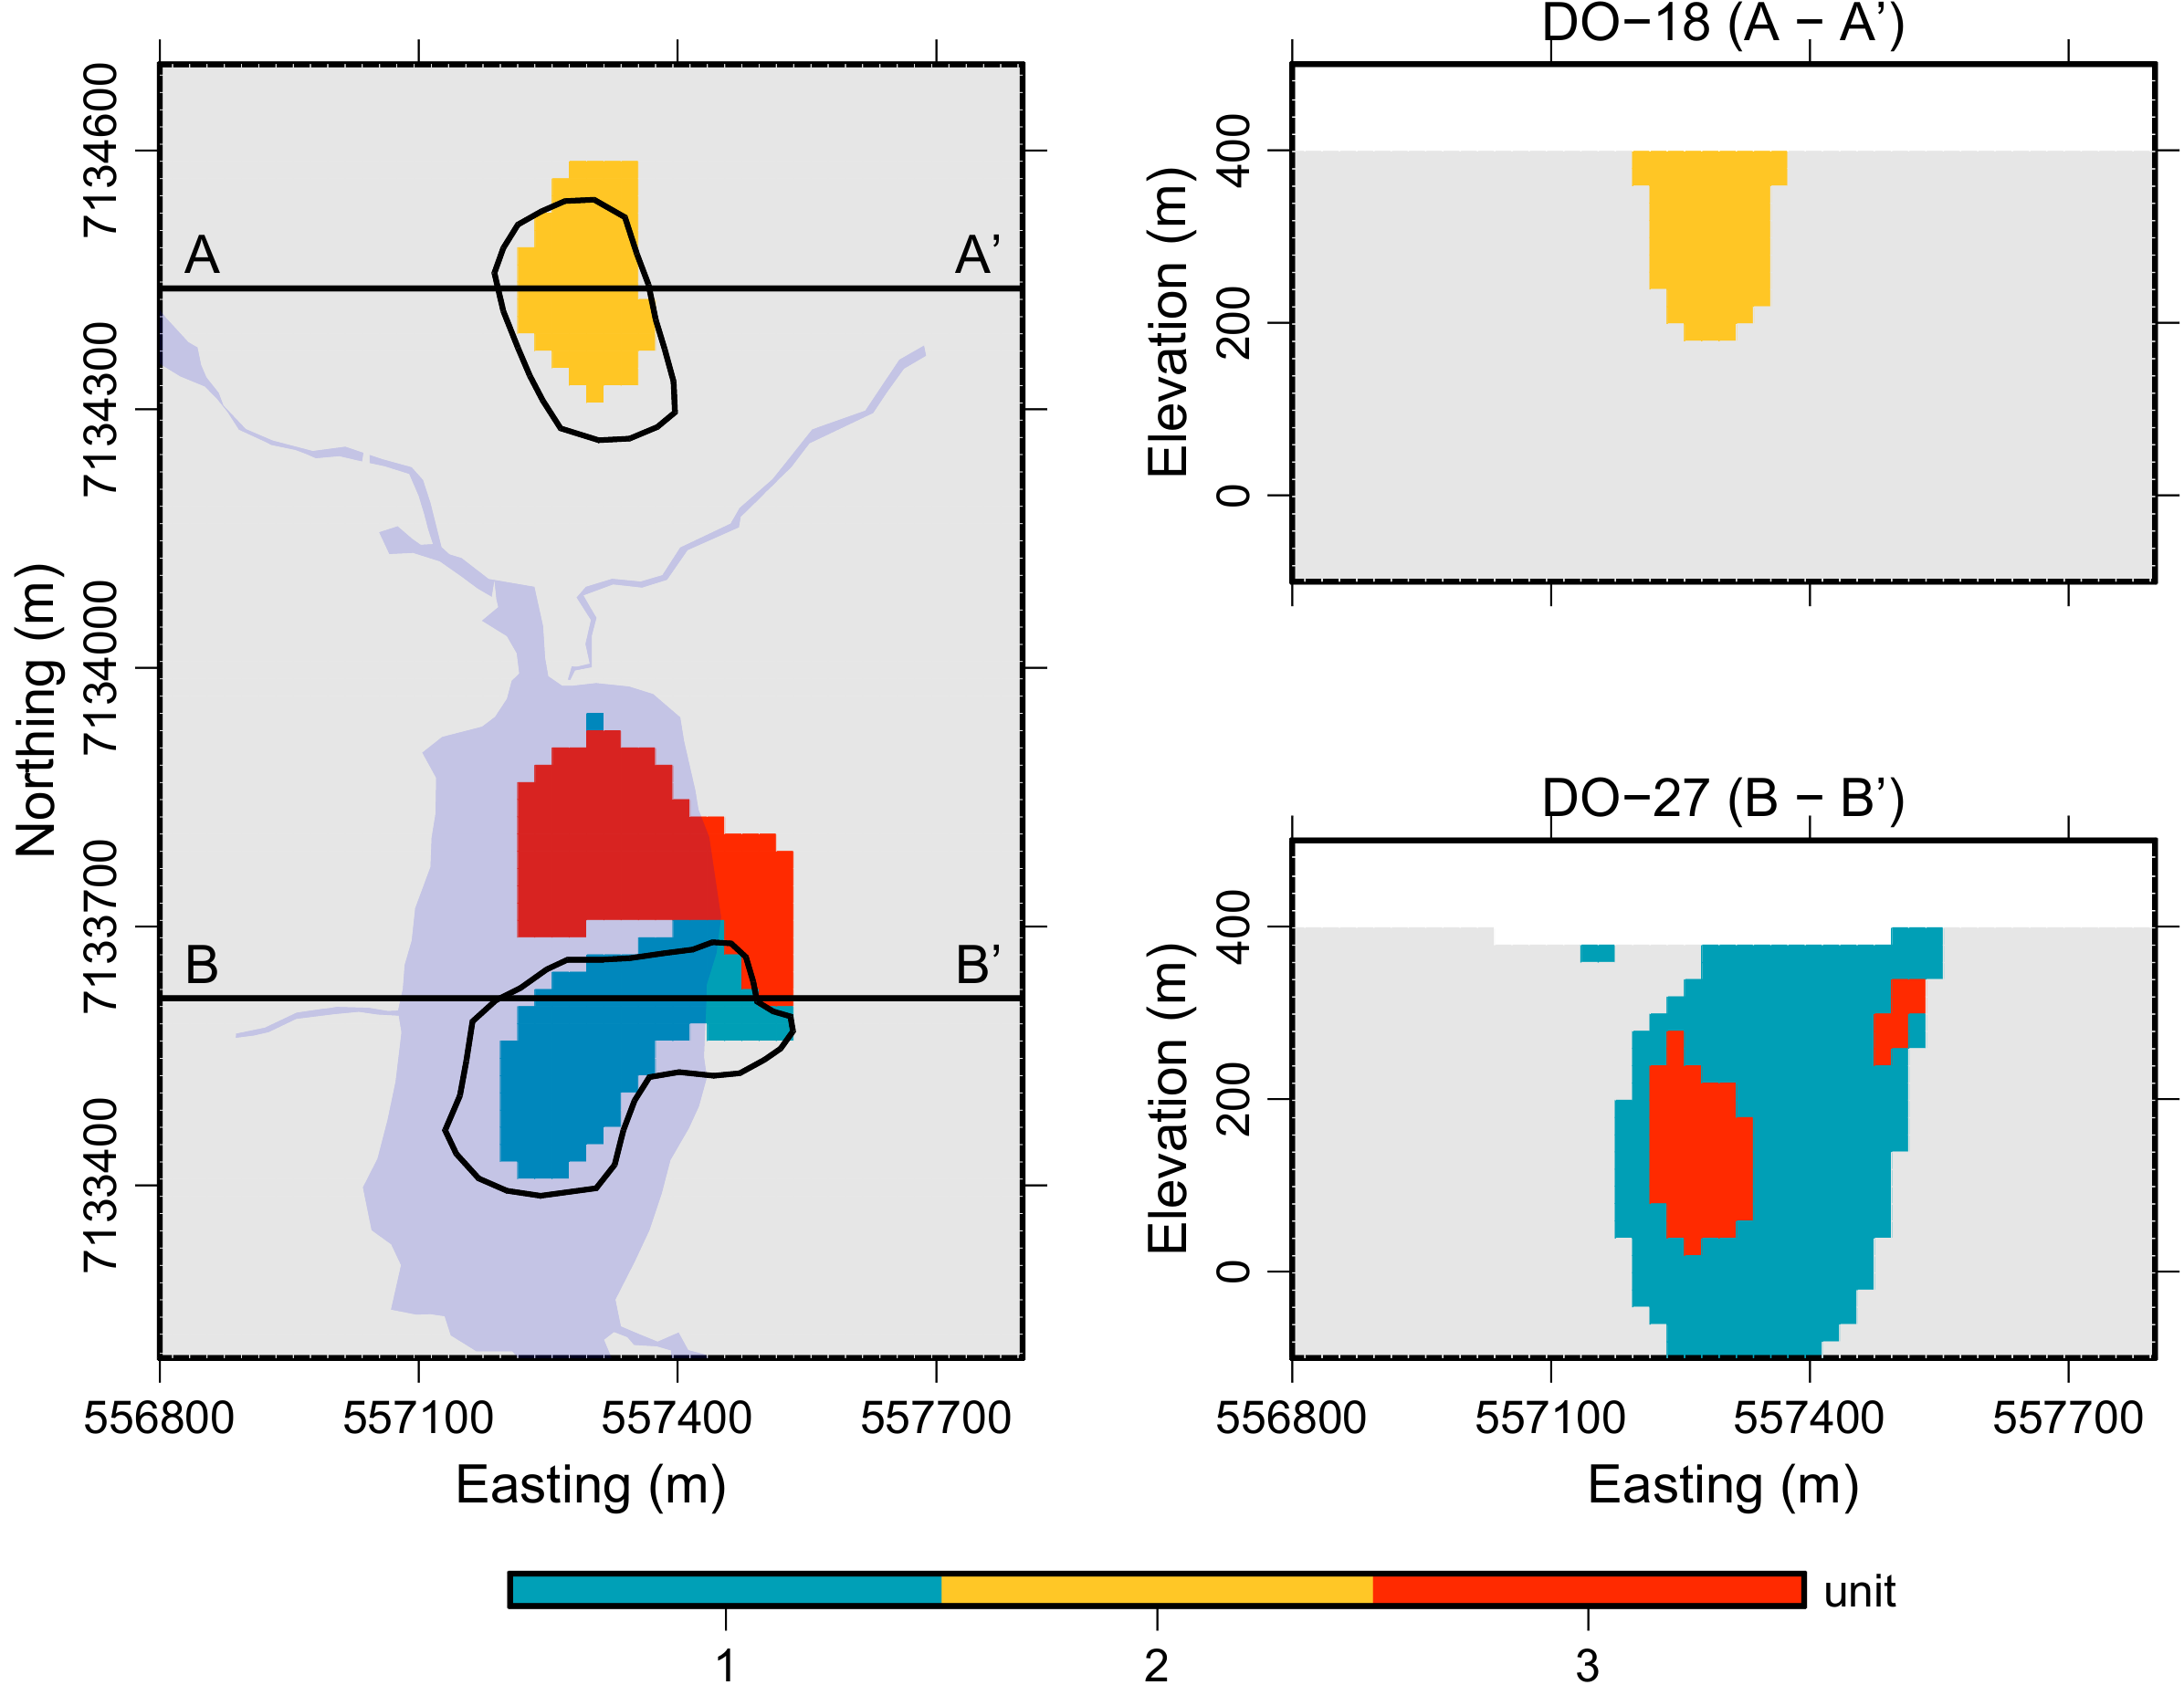 DO−18 (A − A’)
A
A’
B
B’
7134600
7134300
7134000
7133700
7133400
Northing (m)
556800
557100
557400
557700
Easting (m)
400
200
0
Elevation (m)
DO−27 (B − B’)
400
200
0
Elevation (m)
556800
557100
557400
557700
Easting (m)
unit
1
2
3